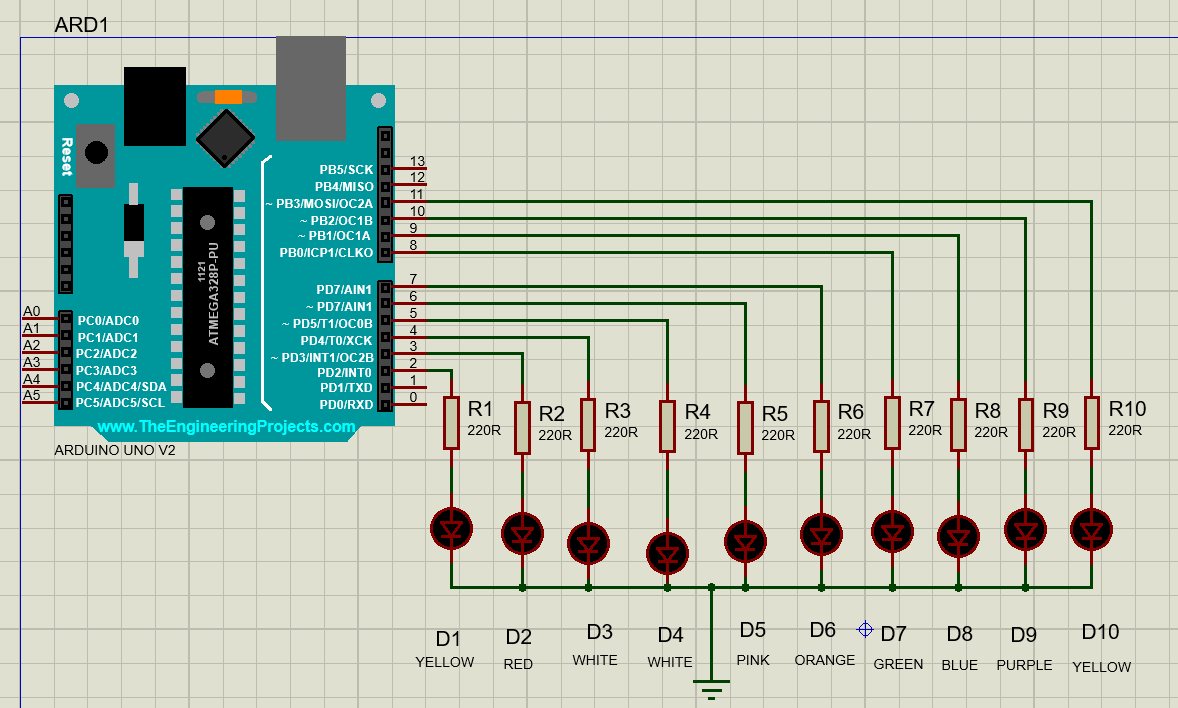 ARD1
Reset
1121
ATMEGA328P-PU
PB5/SCK 13
PB4/MISO 12
~ PB3/MOSI/OC2A 11
~ PB2/OC1B 10
~ PB1/OC1A 9
PB0/ICP1/CLKO 8
PD7/AIN1 7
~ PD7/AIN1 6
~ PD5/T1/OC0B 5
PD4/T0/XCK 4
~ PD3/INT1/OC2B 3
PD2/INT0 2
PD1/TXD 1
PD0/RXD 0
A0 PC0/ADC0
A1 PC1/ADC1
A2 PC2/ADC2
A3 PC3/ADC3
A4 PC4/ADC4/SDA
A5 PC5/ADC5/SCL
www.TheEngineeringProjects.com
ARDUINO UNO V2
R1 R2 R3 R4 R5 R6 R7 R8 R9 R10
220R 220R 220R 220R 220R 220R 220R 220R 220R 220R
D1 D2 D3 D4 D5 D6 D7 D8 D9 D10
YELLOW RED WHITE WHITE PINK ORANGE GREEN BLUE PURPLE YELLOW